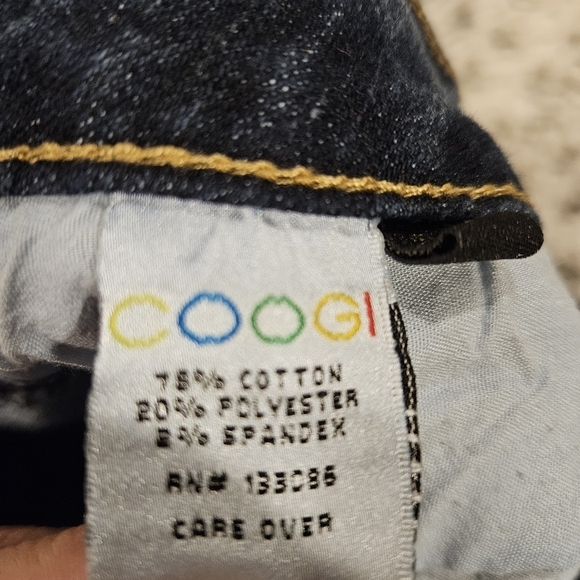 COOGI
78% COTTON
20% POLYESTER
2% SPANDEX
RN# 133086
CARE OVER